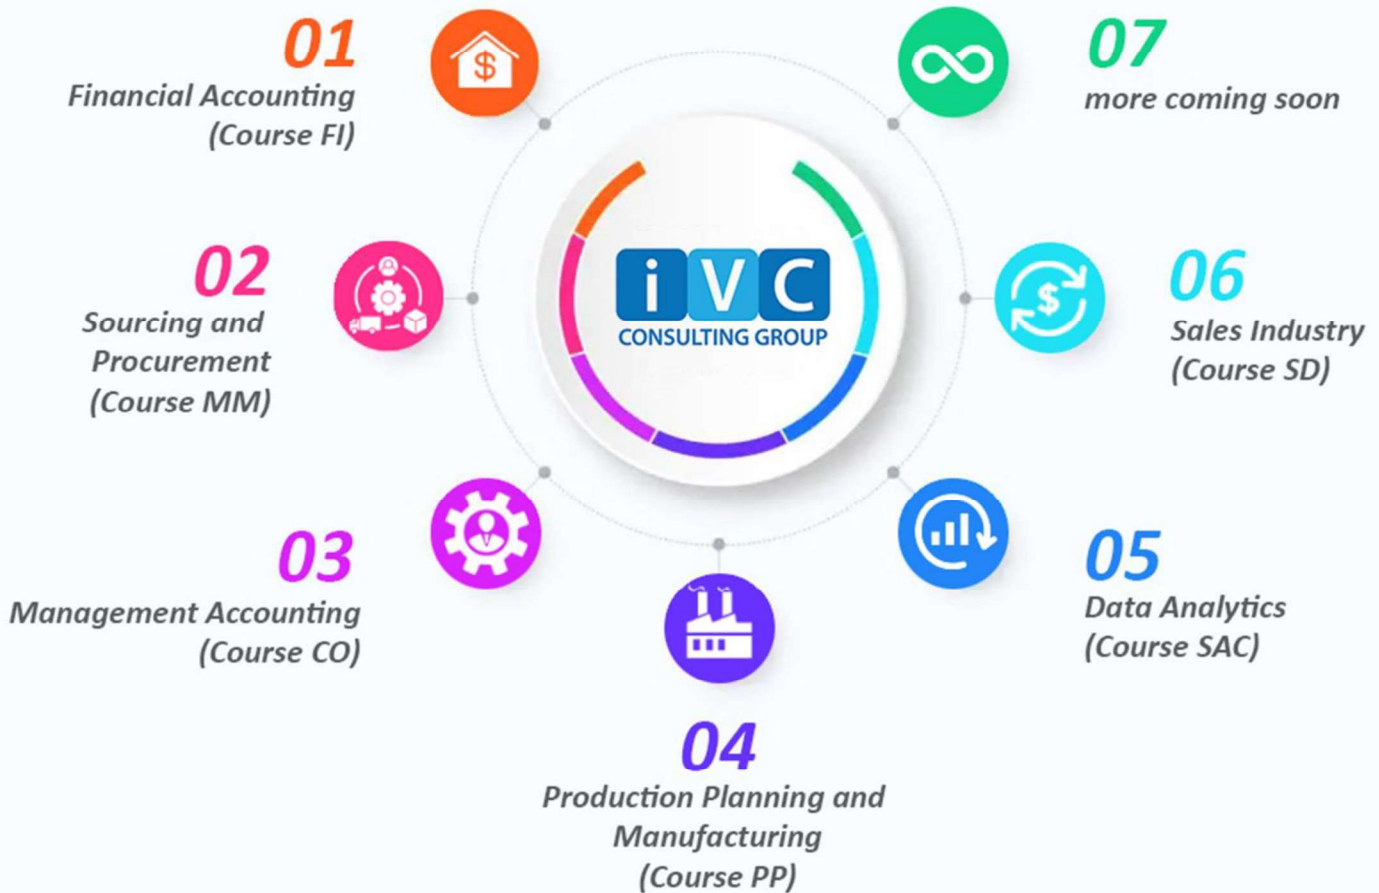 01
Financial Accounting
(Course FI)
02
Sourcing and
Procurement
(Course MM)
03
Management Accounting
(Course CO)
04
Production Planning and
Manufacturing
(Course PP)
05
Data Analytics
(Course SAC)
06
Sales Industry
(Course SD)
07
more coming soon
iVC
CONSULTING GROUP